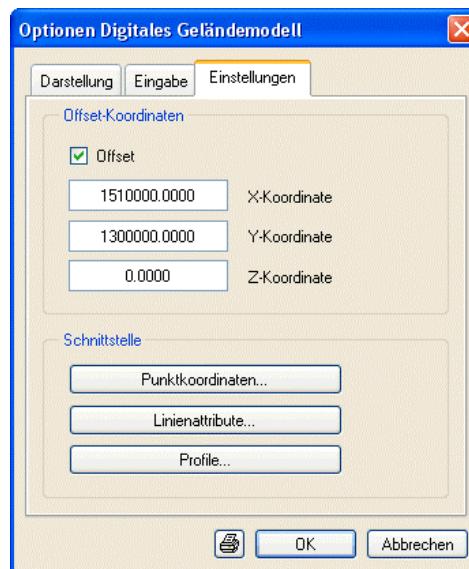 Optionen Digitales Geländemodell
Darstellung Eingabe Einstellungen
Offset-Koordinaten
Offset
1510000.0000 X-Koordinate
1300000.0000 Y-Koordinate
0.0000 Z-Koordinate
Schnittstelle
Punktkoordinaten...
Linienattribute...
Profile...
OK Abbrechen